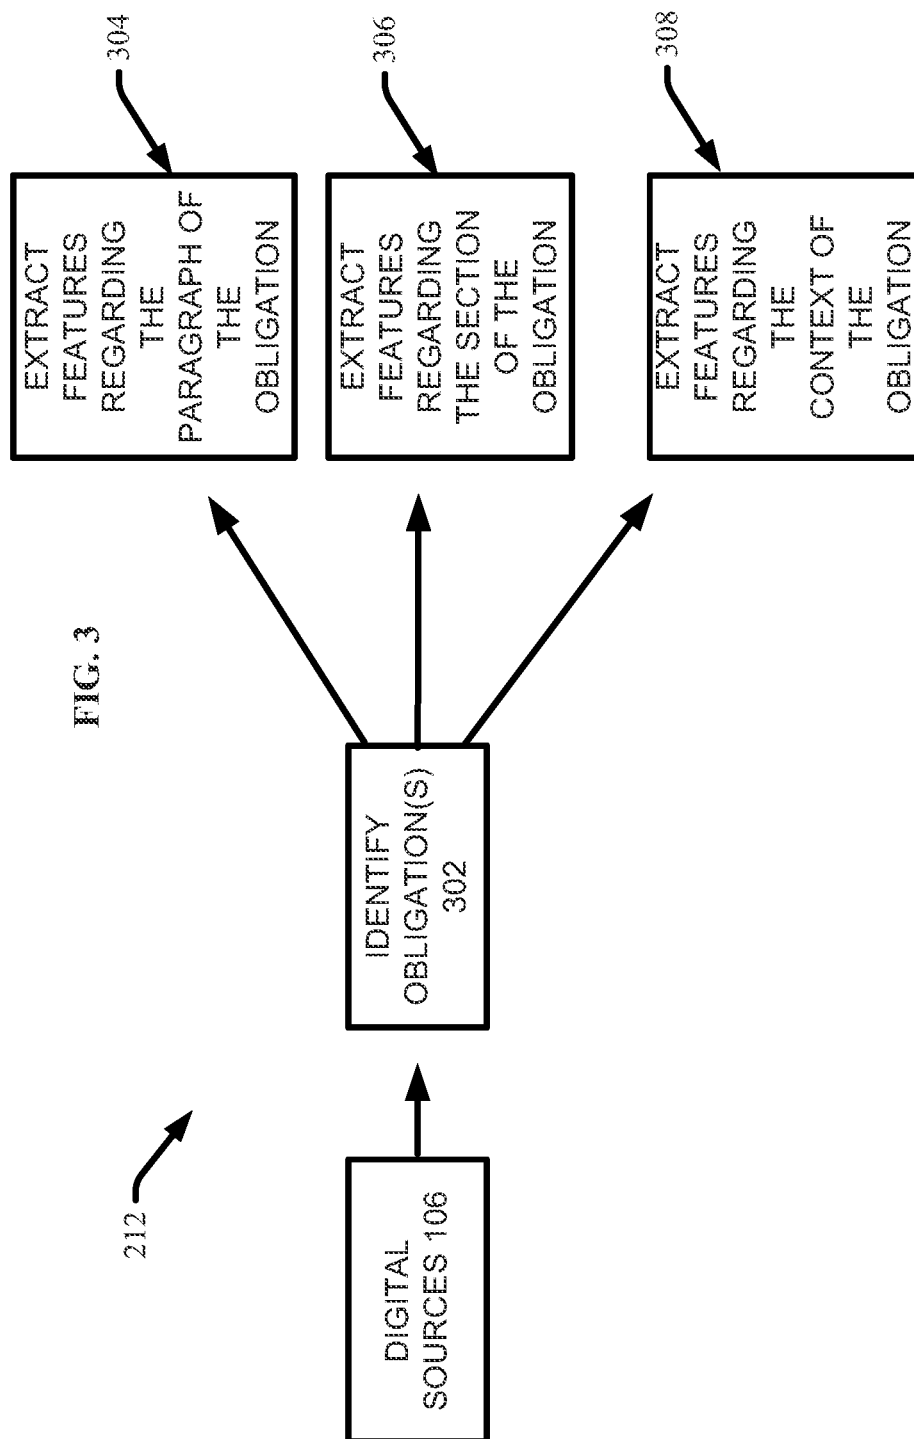 FIG. 3
212
DIGITAL
SOURCES 106
IDENTIFY
OBLIGATION(S)
302
EXTRACT
FEATURES
REGARDING
THE
PARAGRAPH OF
THE
OBLIGATION
304
EXTRACT
FEATURES
REGARDING
THE SECTION
OF THE
OBLIGATION
306
EXTRACT
FEATURES
REGARDING
THE
CONTEXT OF
THE
OBLIGATION
308